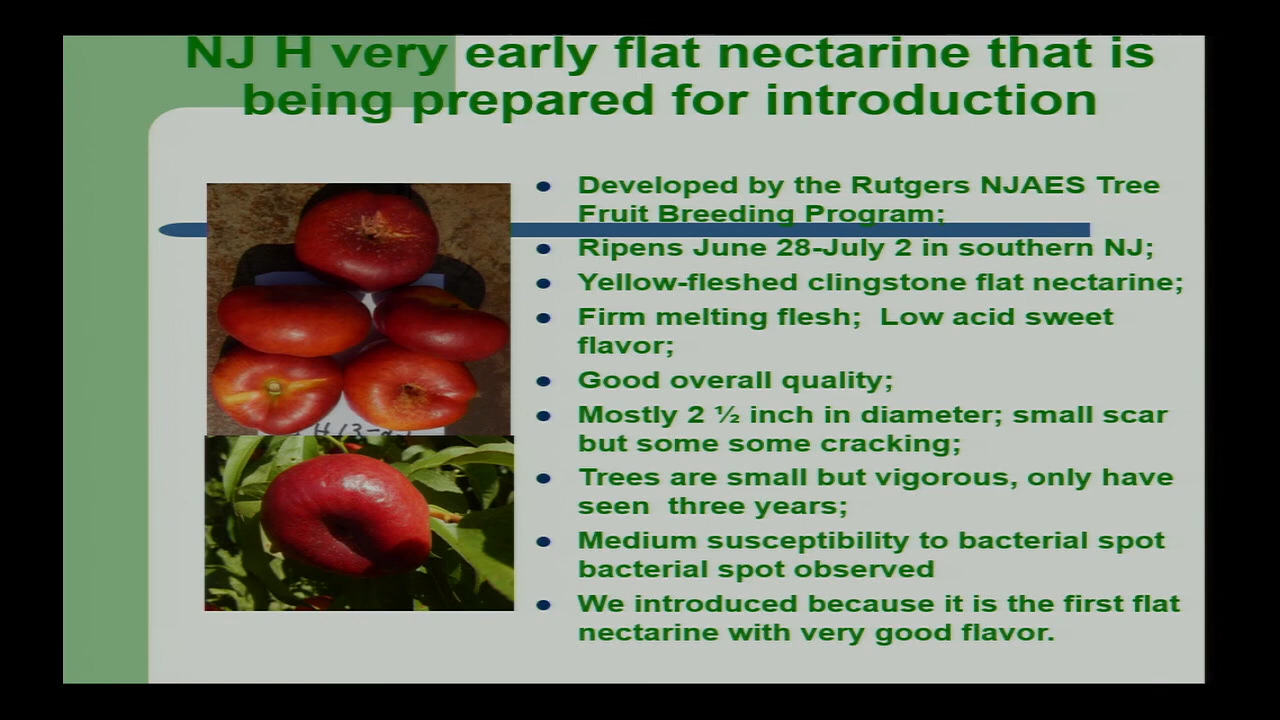 NJ H very early flat nectarine that is
being prepared for introduction
• Developed by the Rutgers NJAES Tree
Fruit Breeding Program;
• Ripens June 28-July 2 in southern NJ;
• Yellow-fleshed clingstone flat nectarine;
• Firm melting flesh;  Low acid sweet
flavor;
• Good overall quality;
• Mostly 2 ½ inch in diameter; small scar
but some some cracking;
• Trees are small but vigorous, only have
seen  three years;
• Medium susceptibility to bacterial spot
bacterial spot observed
• We introduced because it is the first flat
nectarine with very good flavor.